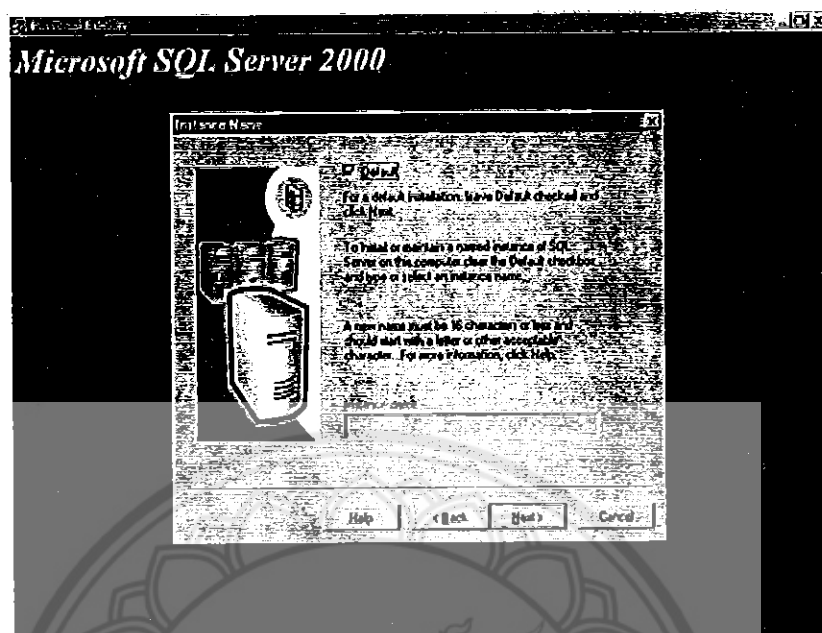 Microsoft SQL Server 2000
Instance Name
Default
For a default installation, leave Default checked and
click Next.
To install or maintain a named instance of SQL
Server on this computer clear the Default checkbox
and type or select an instance name.
A new name must be 16 characters or less and
should start with a letter or other acceptable
character. For more information, click Help.
Help
< Back
Next >
Cancel